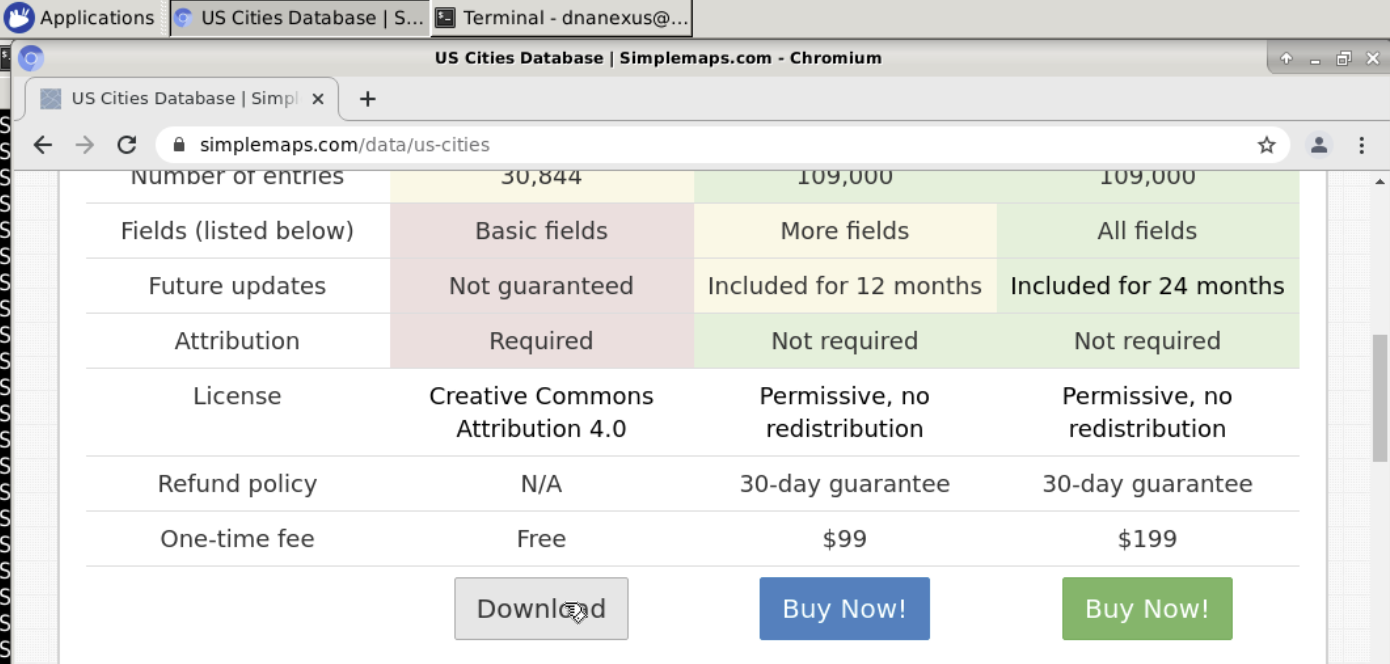 Applications
US Cities Database | S...
Terminal - dnanexus@...
US Cities Database | Simplemaps.com - Chromium
US Cities Database | Simpl
simplemaps.com/data/us-cities
Number of entries 30,844 109,000 109,000
Fields (listed below) Basic fields More fields All fields
Future updates Not guaranteed Included for 12 months Included for 24 months
Attribution Required Not required Not required
License Creative Commons Permissive, no Permissive, no
Attribution 4.0 redistribution redistribution
Refund policy N/A 30-day guarantee 30-day guarantee
One-time fee Free $99 $199
Download Buy Now! Buy Now!